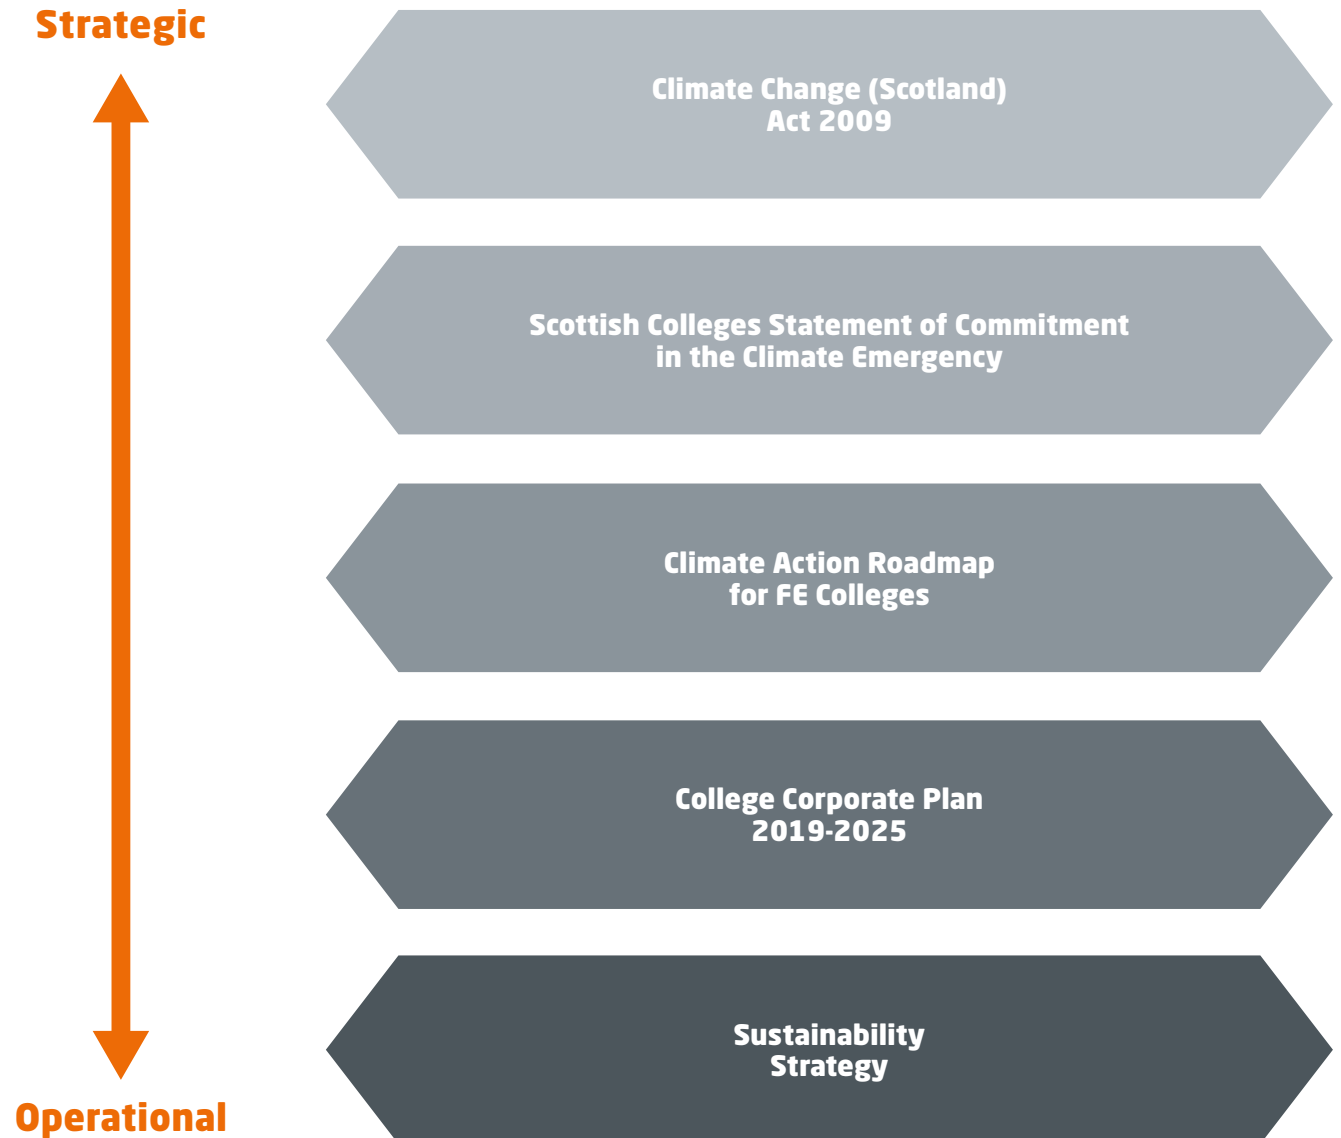 Strategic
Climate Change (Scotland)
Act 2009
Scottish Colleges Statement of Commitment
in the Climate Emergency
Climate Action Roadmap
for FE Colleges
College Corporate Plan
2019-2025
Sustainability
Strategy
Operational